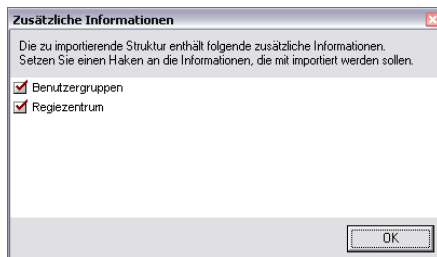 Zusätzliche Informationen
Die zu importierende Struktur enthält folgende zusätzliche Informationen.
Setzen Sie einen Haken an die Informationen, die mit importiert werden sollen.
Benutzergruppen
Regiezentrum
OK